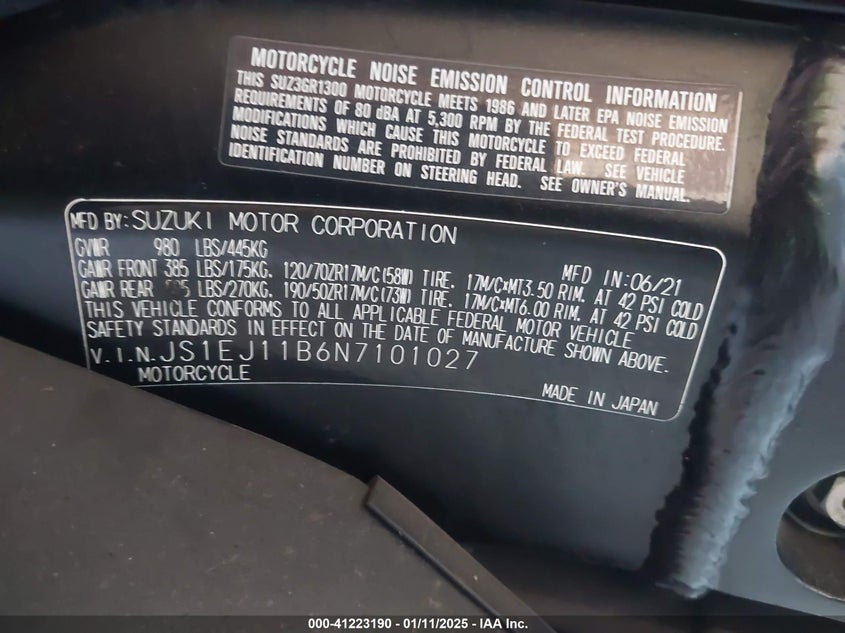 MOTORCYCLE NOISE EMISSION CONTROL INFORMATION
THIS SUZ3GR1300 MOTORCYCLE MEETS 1986 AND LATER EPA NOISE EMISSION
REQUIREMENTS OF 80 dBA AT 5,300 RPM BY THE FEDERAL TEST PROCEDURE.
MODIFICATIONS WHICH CAUSE THIS MOTORCYCLE TO EXCEED FEDERAL
NOISE STANDARDS ARE PROHIBITED BY FEDERAL LAW. SEE VEHICLE
IDENTIFICATION NUMBER ON STEERING HEAD. SEE OWNER'S MANUAL.
MFD BY:SUZUKI MOTOR CORPORATION
GVWR 980 LBS/445KG MFD IN:06/21
GAWR FRONT 385 LBS/175KG. 120/70ZR17M/C(58W) TIRE. 17M/C×MT3.50 RIM. AT 42 PSI COLD
GAWR REAR LBS/270KG. 190/50ZR17M/C(73W) TIRE. 17M/C×MT6.00 RIM. AT 42 PSI COLD
THIS VEHICLE CONFORMS TO ALL APPLICABLE FEDERAL MOTOR VEHICLE
SAFETY STANDARDS IN EFFECT ON THE DATE OF MANUFACTURE SHOWN ABOVE.
V.I.N.JS1EJ11B6N7101027
MOTORCYCLE MADE IN JAPAN
000-41223190 - 01/11/2025 - IAA Inc.